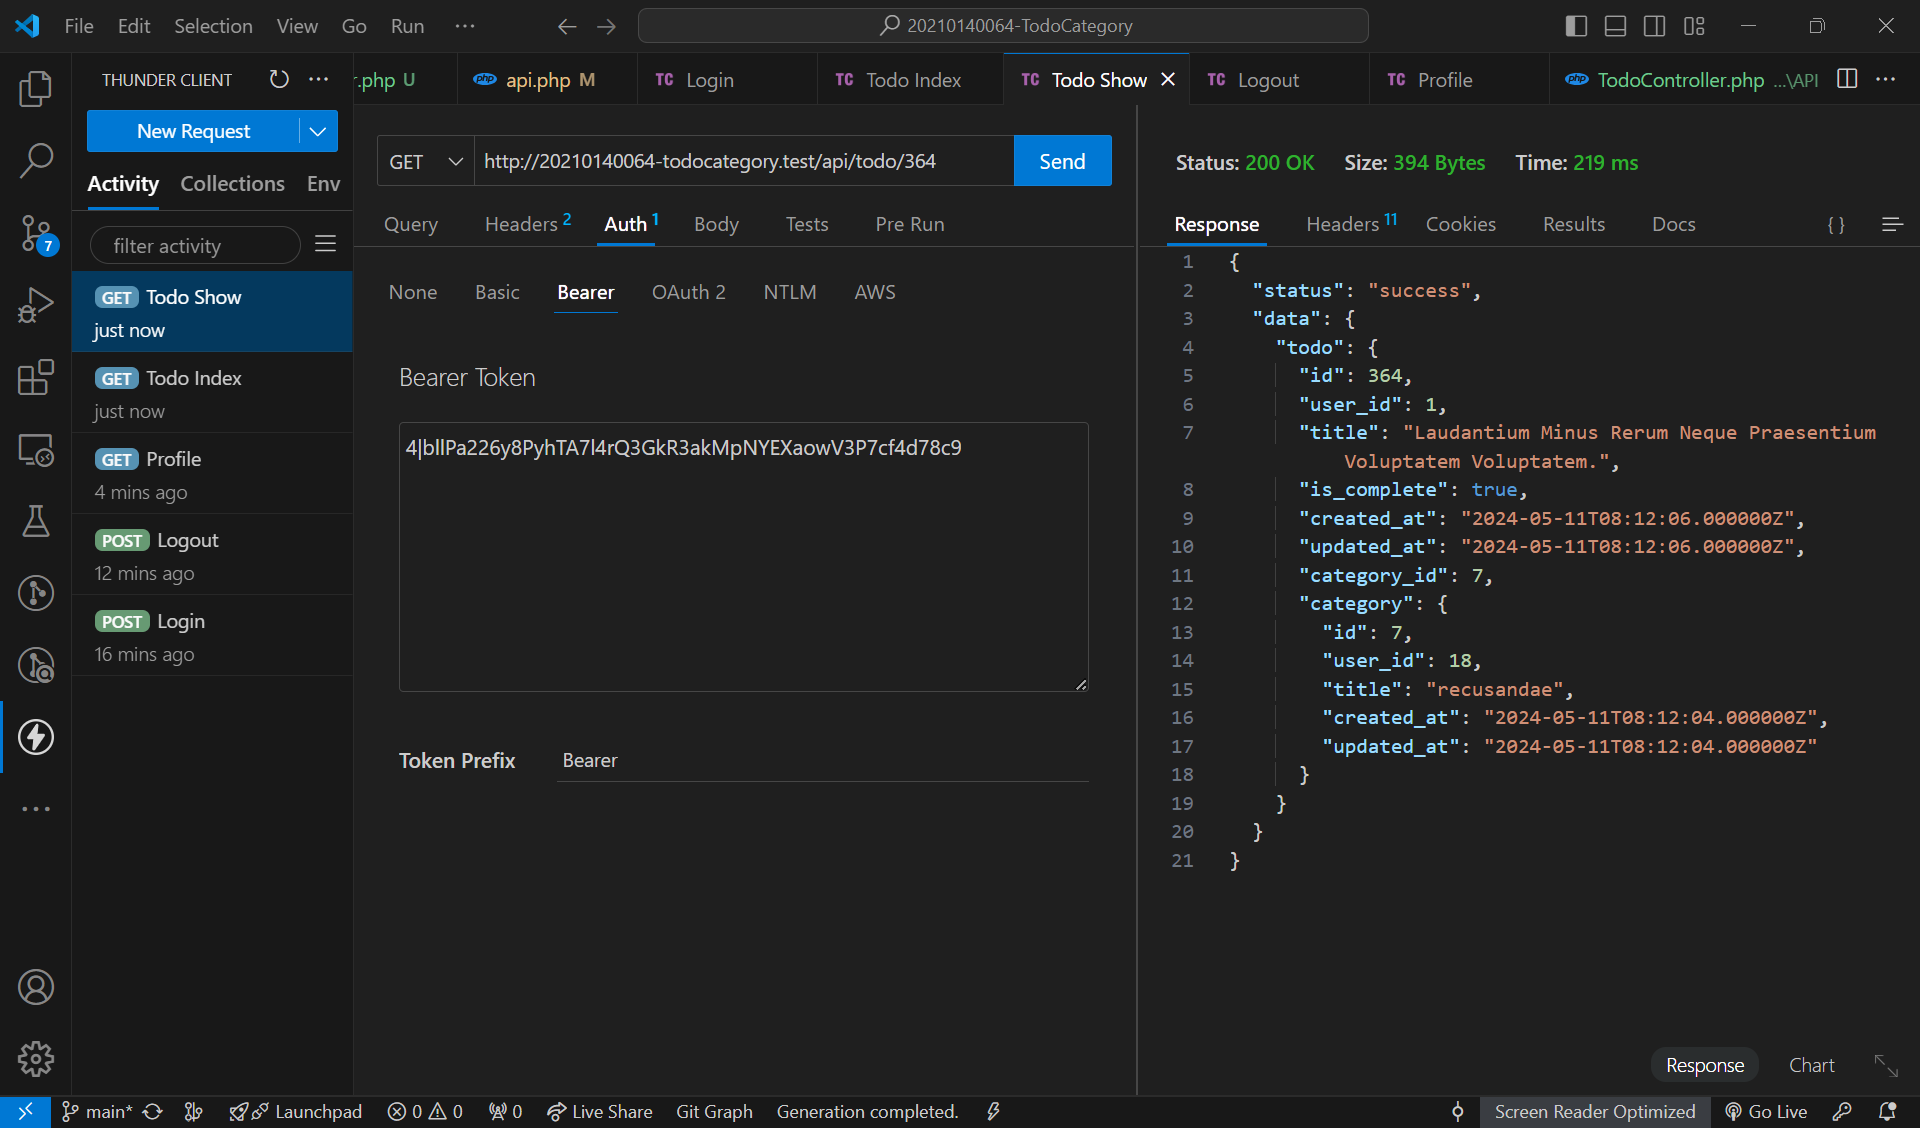 File Edit Selection View Go Run ··· 20210140064-TodoCategory
THUNDER CLIENT
r.php U api.php M TC Login TC Todo Index TC Todo Show TC Logout TC Profile php TodoController.php ...\API
New Request
Activity Collections Env
filter activity
GET Todo Show
just now
GET Todo Index
just now
GET Profile
4 mins ago
POST Logout
12 mins ago
POST Login
16 mins ago
7
GET http://20210140064-todocategory.test/api/todo/364 Send
Query Headers 2 Auth 1 Body Tests Pre Run
None Basic Bearer OAuth 2 NTLM AWS
Bearer Token
4|bllPa226y8PyhTA7l4rQ3GkR3akMpNYEXaowV3P7cf4d78c9
Token Prefix Bearer
Status: 200 OK Size: 394 Bytes Time: 219 ms
Response Headers 11 Cookies Results Docs { }
1 {
2 "status": "success",
3 "data": {
4 "todo": {
5 "id": 364,
6 "user_id": 1,
7 "title": "Laudantium Minus Rerum Neque Praesentium
Voluptatem Voluptatem.",
8 "is_complete": true,
9 "created_at": "2024-05-11T08:12:06.000000Z",
10 "updated_at": "2024-05-11T08:12:06.000000Z",
11 "category_id": 7,
12 "category": {
13 "id": 7,
14 "user_id": 18,
15 "title": "recusandae",
16 "created_at": "2024-05-11T08:12:04.000000Z",
17 "updated_at": "2024-05-11T08:12:04.000000Z"
18 }
19 }
20 }
21 }
Response Chart
main* Launchpad 0 0 0 Live Share Git Graph Generation completed. Screen Reader Optimized Go Live